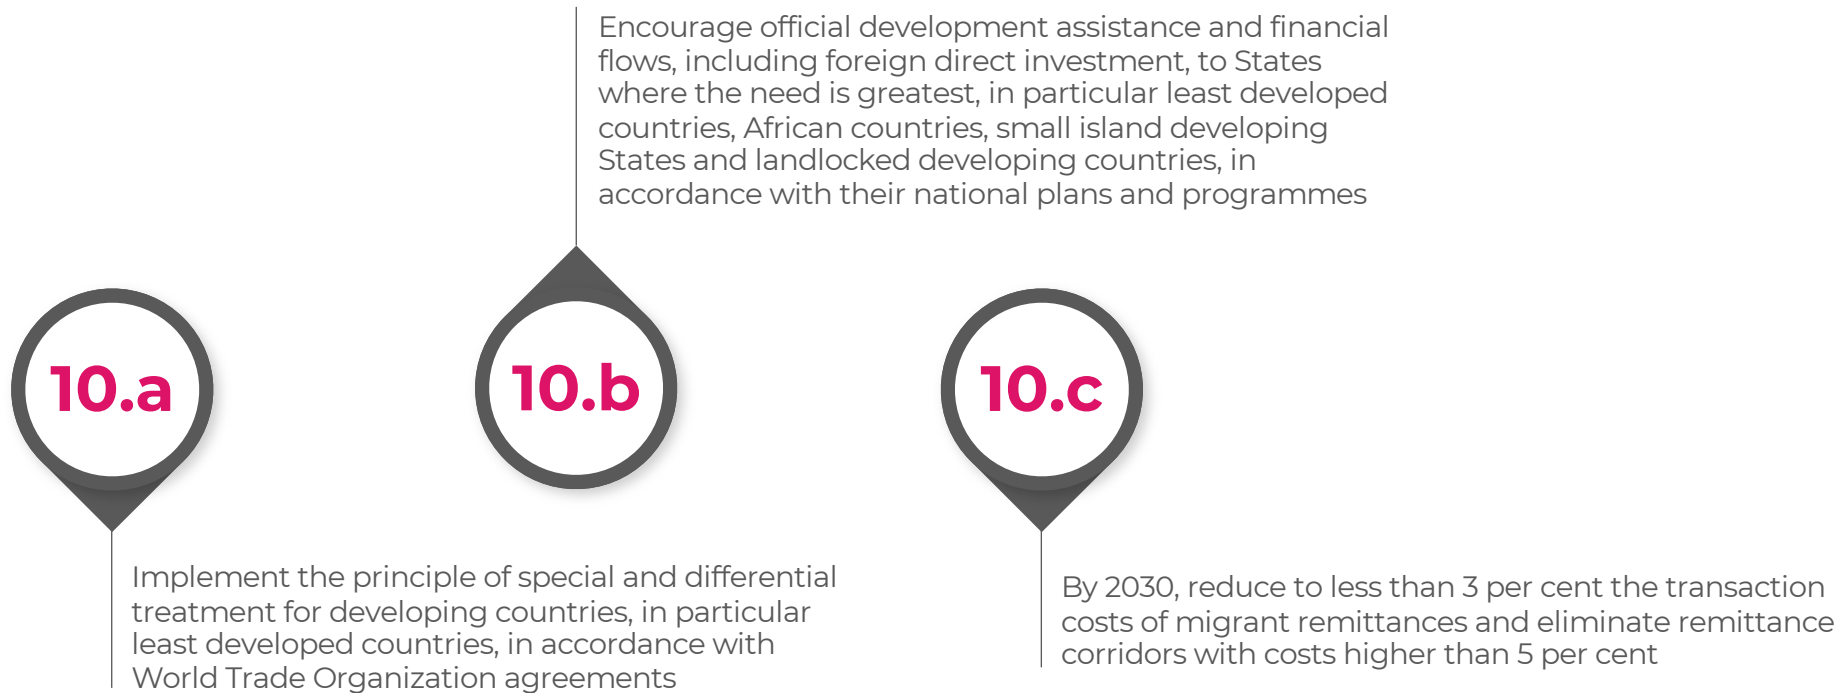 Encourage official development assistance and financial
flows, including foreign direct investment, to States
where the need is greatest, in particular least developed
countries, African countries, small island developing
States and landlocked developing countries, in
accordance with their national plans and programmes
10.a
10.b
10.c
Implement the principle of special and differential
treatment for developing countries, in particular
least developed countries, in accordance with
World Trade Organization agreements
By 2030, reduce to less than 3 per cent the transaction
costs of migrant remittances and eliminate remittance
corridors with costs higher than 5 per cent